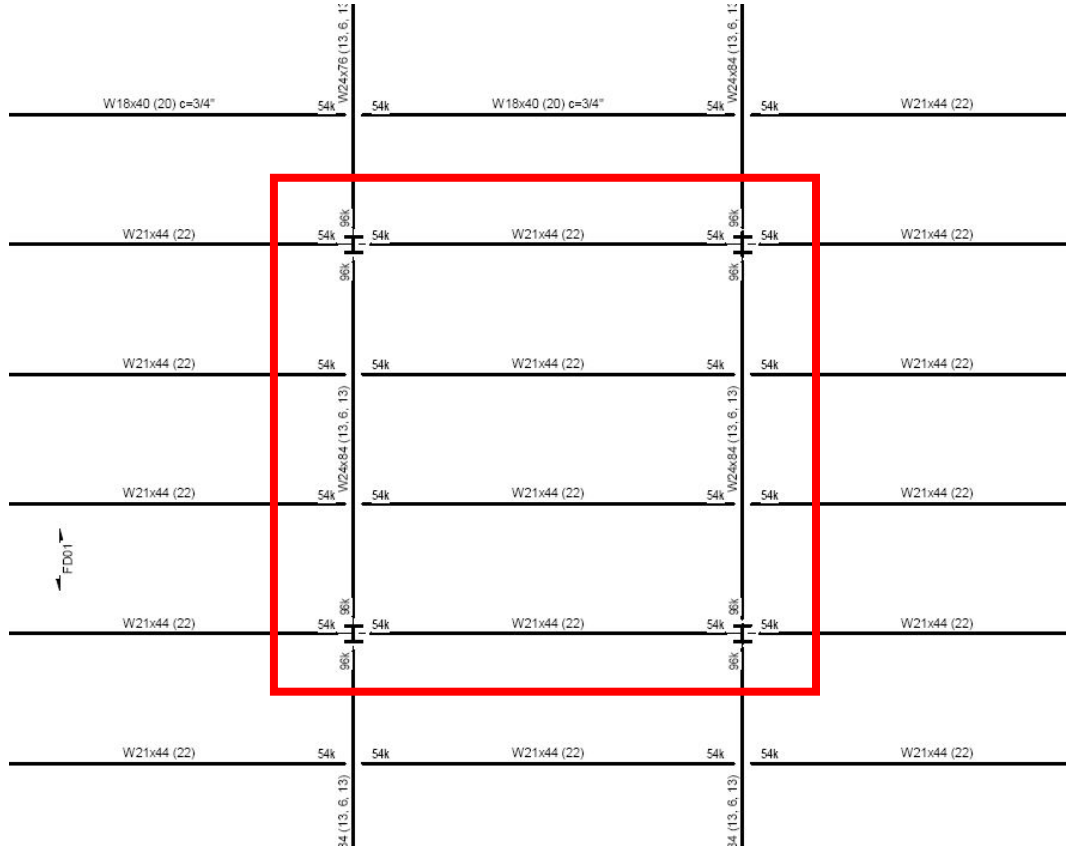 W24x76 (13, 6, 13
W24x84 (13, 6, 13
W18x40 (20) c=3/4" 54k 54k W18x40 (20) c=3/4" 54k 54k W21x44 (22)
96k 96k
W21x44 (22) 54k 54k W21x44 (22) 54k 54k W21x44 (22)
96k 96k
W21x44 (22) 54k 54k W21x44 (22) 54k 54k W21x44 (22)
W24x84 (13, 6, 13) W24x84 (13, 6, 13)
W21x44 (22) 54k 54k W21x44 (22) 54k 54k W21x44 (22)
FD01
96k 96k
W21x44 (22) 54k 54k W21x44 (22) 54k 54k W21x44 (22)
96k 96k
W21x44 (22) 54k 54k W21x44 (22) 54k 54k W21x44 (22)
84 (13, 6, 13) 84 (13, 6, 13)